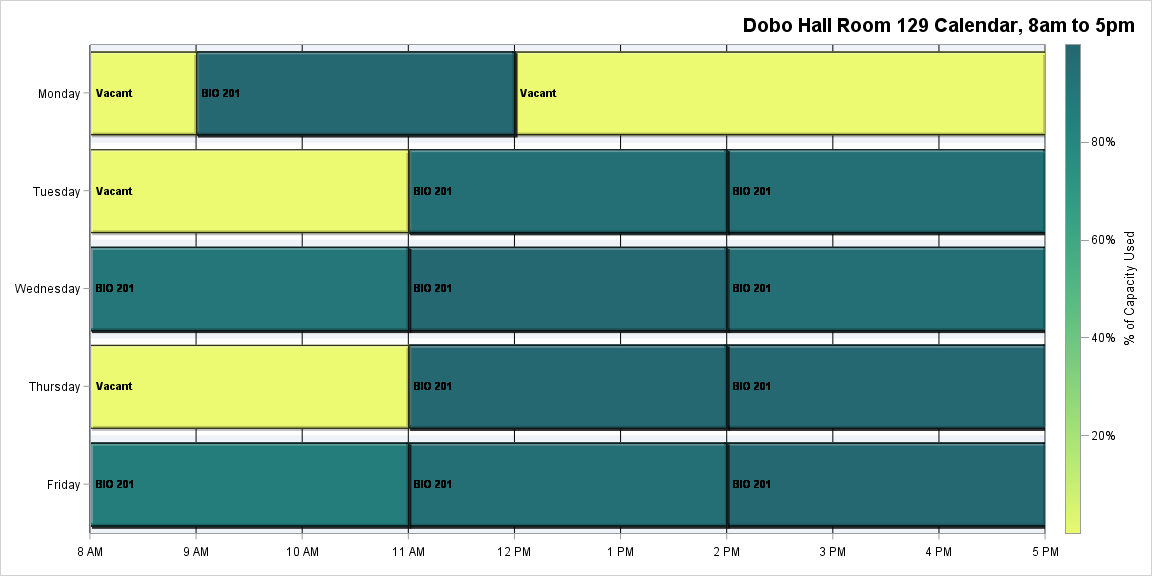 Dobo Hall Room 129 Calendar, 8am to 5pm
Monday
Vacant
BIO 201
Vacant
Tuesday
Vacant
BIO 201
BIO 201
Wednesday
BIO 201
BIO 201
BIO 201
Thursday
Vacant
BIO 201
BIO 201
Friday
BIO 201
BIO 201
BIO 201
8 AM
9 AM
10 AM
11 AM
12 PM
1 PM
2 PM
3 PM
4 PM
5 PM
80%
60%
40%
20%
% of Capacity Used